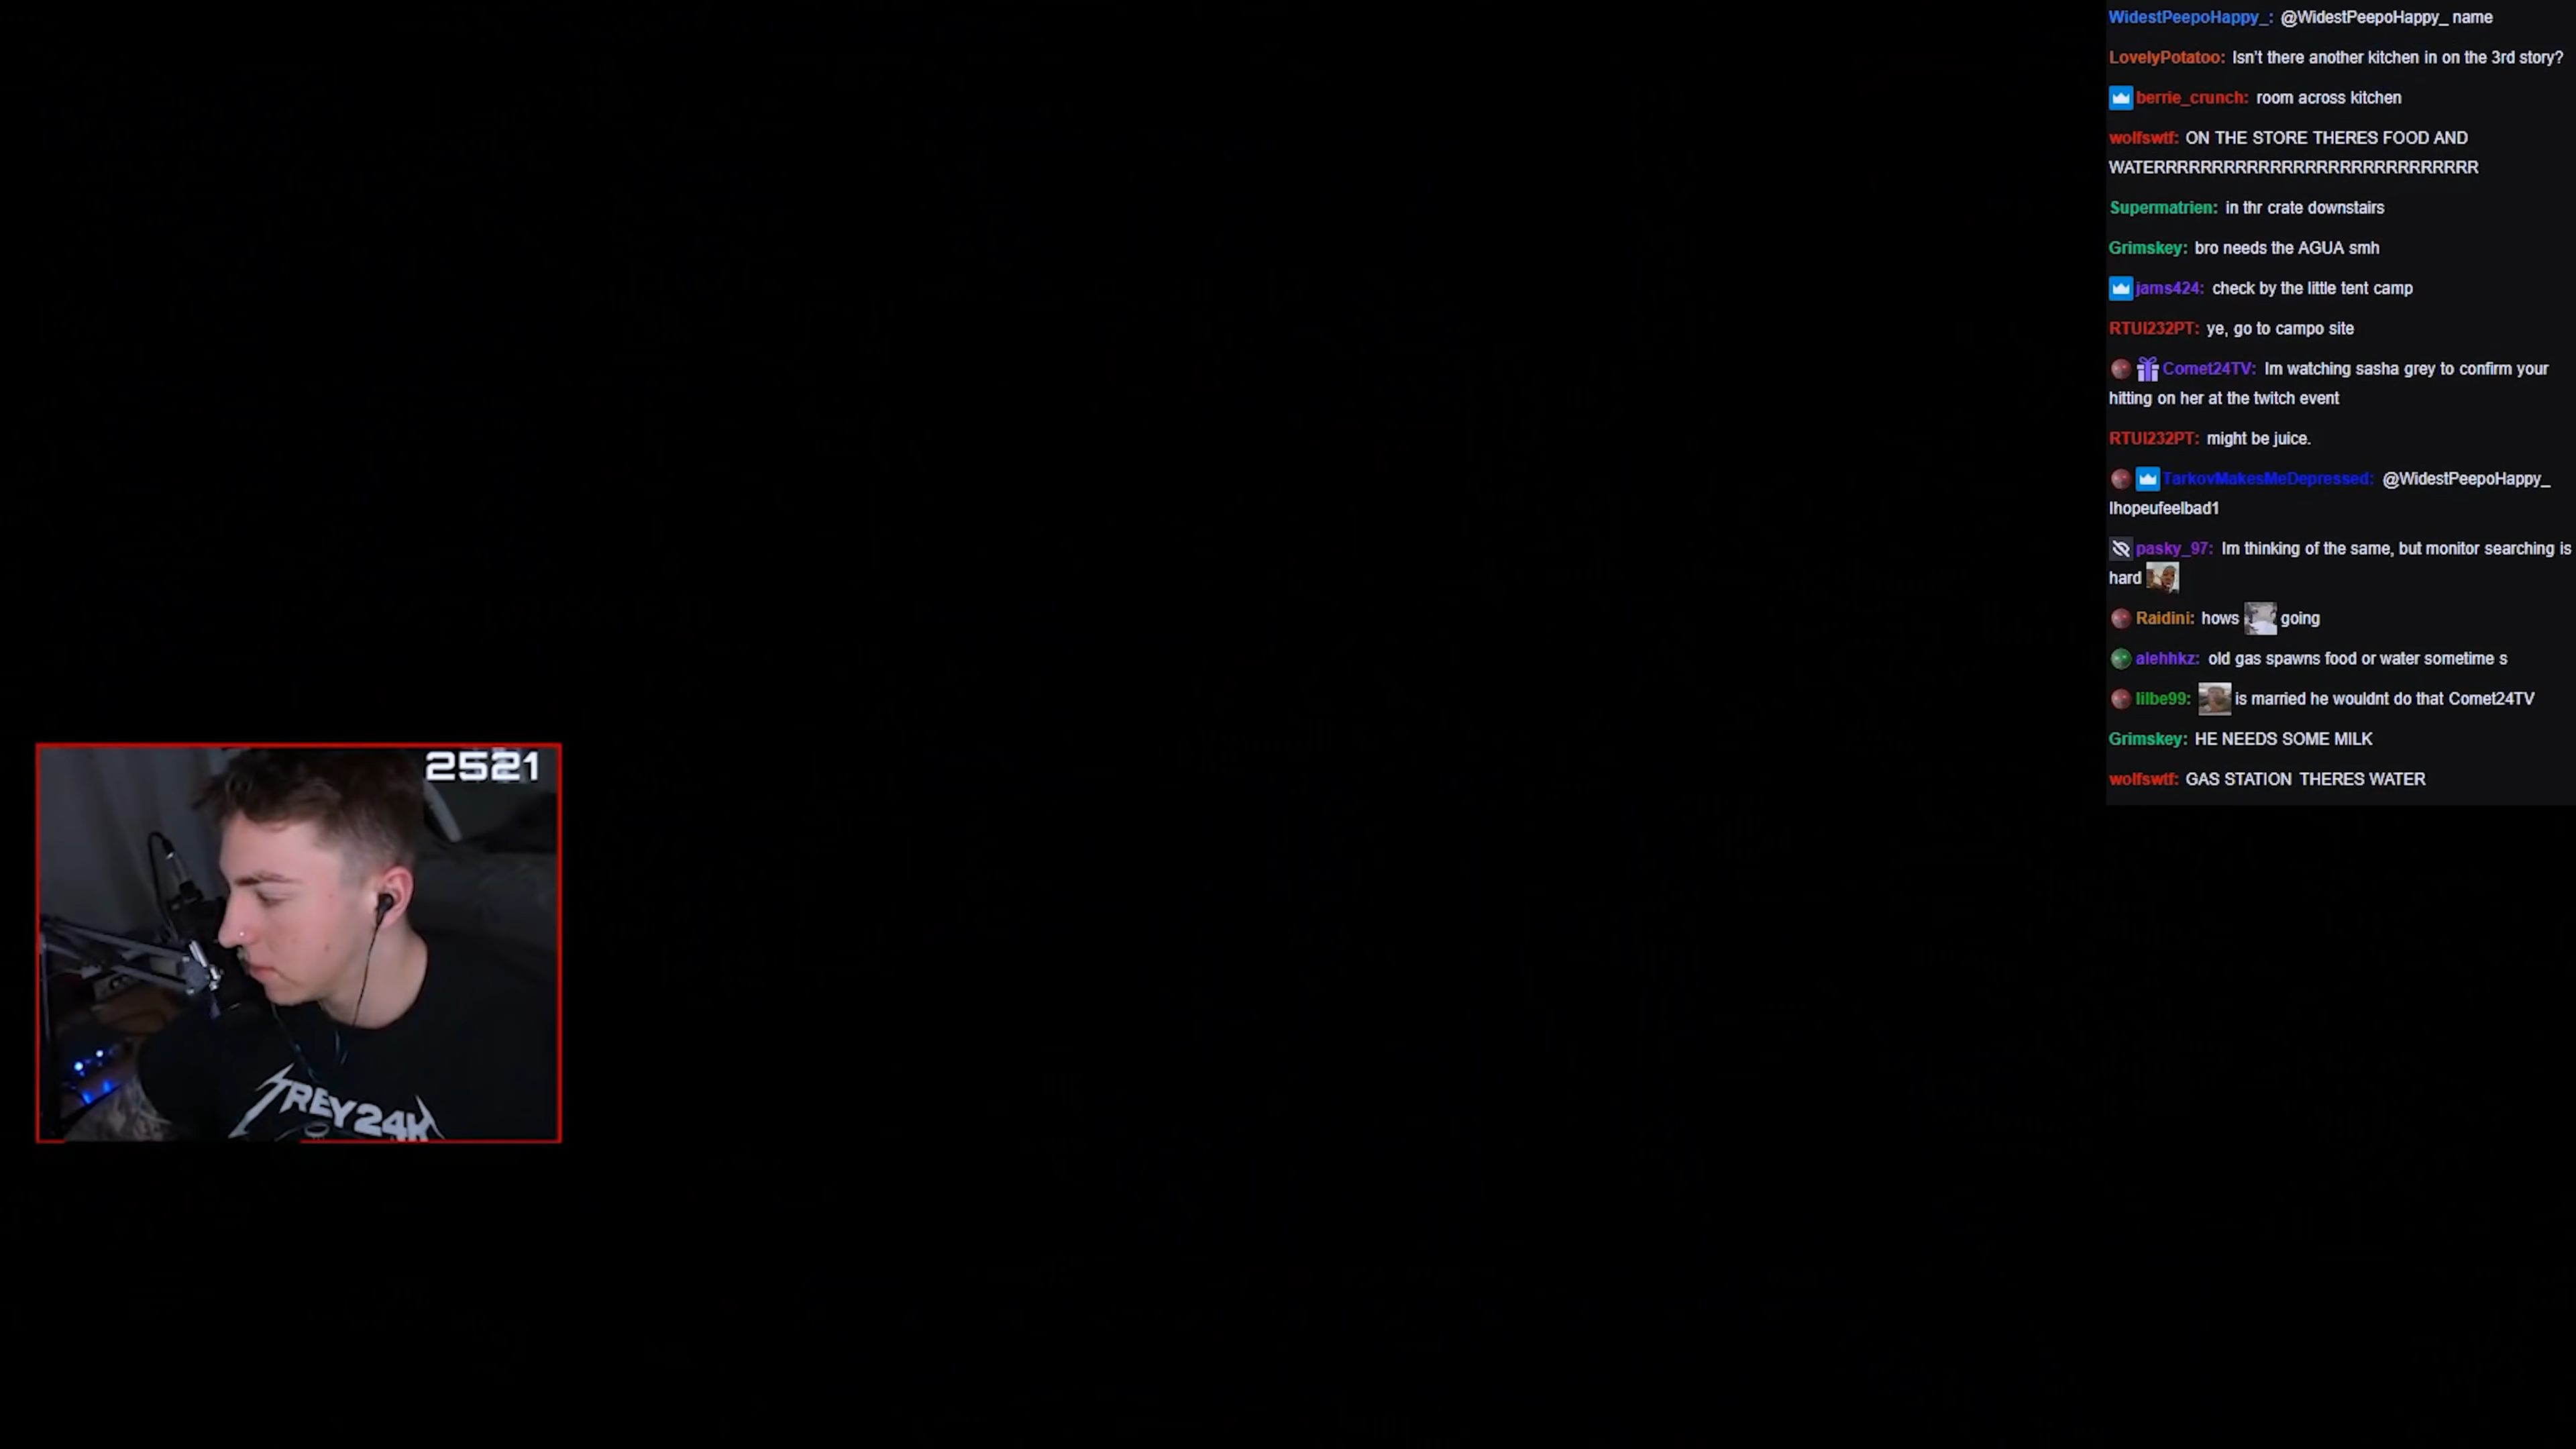 WidestPeepoHappy_: @WidestPeepoHappy_ name
LovelyPotatoo: Isn't there another kitchen in on the 3rd story?
berrie_crunch: room across kitchen
wolfswtf: ON THE STORE THERES FOOD AND
WATERRRRRRRRRRRRRRRRRRRRRRRRRRRR
Supermatrien: in thr crate downstairs
Grimskey: bro needs the AGUA smh
jams424: check by the little tent camp
RTUI232PT: ye, go to campo site
Comet24TV: Im watching sasha grey to confirm your
hitting on her at the twitch event
RTUI232PT: might be juice.
TarkovMakesMeDepressed: @WidestPeepoHappy_
Ihopeufeelbad1
pasky_97: Im thinking of the same, but monitor searching is
hard
Raidini: hows going
alehhkz: old gas spawns food or water sometime s
lilbe99: is married he wouldnt do that Comet24TV
Grimskey: HE NEEDS SOME MILK
wolfswtf: GAS STATION THERES WATER
2521
TREY24K